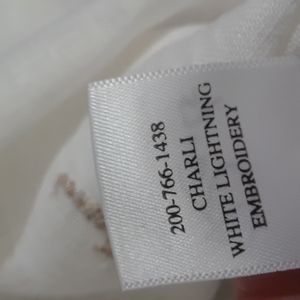 200-766-1438
CHARLI
WHITE LIGHTNING
EMBROIDERY